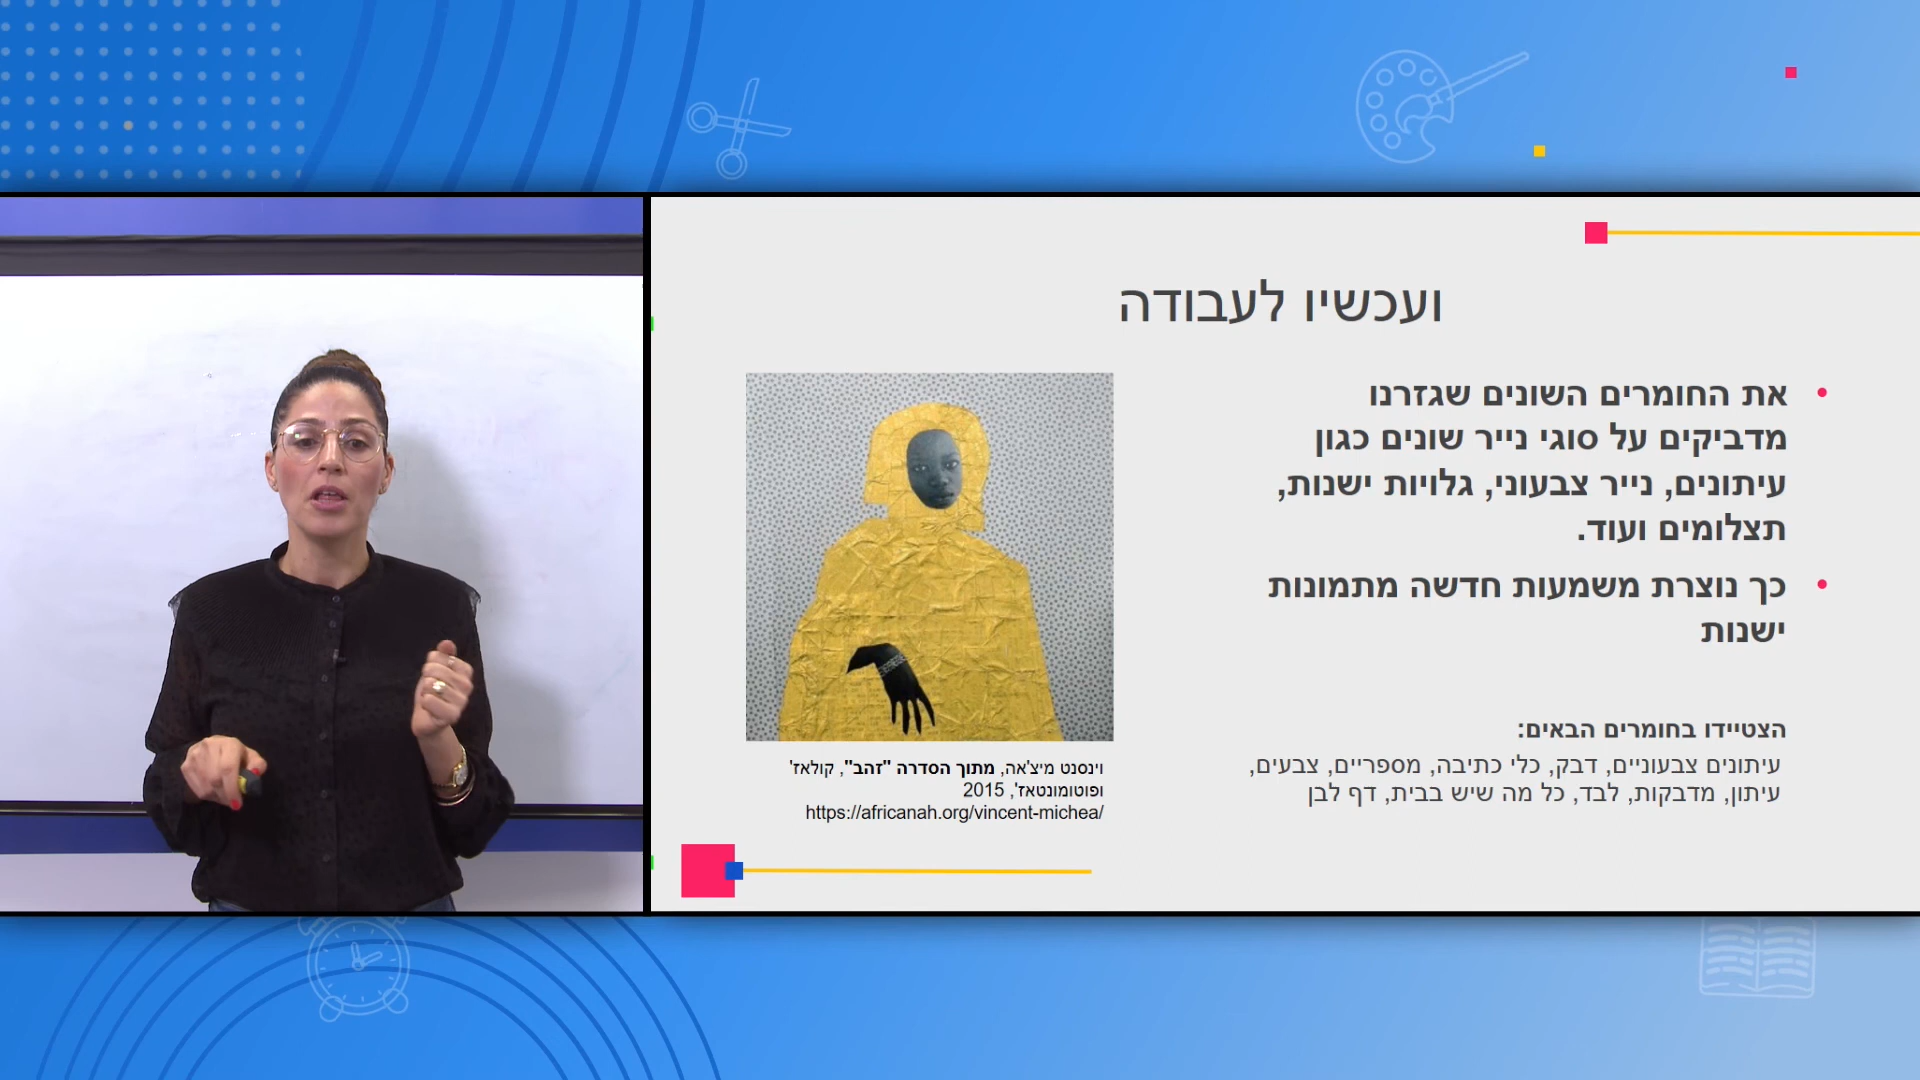 ועכשיו לעבודה
• את החומרים השונים שגזרנו
מדביקים על סוגי נייר שונים כגון
עיתונים, נייר צבעוני, גלויות ישנות,
תצלומים ועוד.
• כך נוצרת משמעות חדשה מתמונות
ישנות
הצטיידו בחומרים הבאים:
עיתונים צבעוניים, דבק, כלי כתיבה, מספריים, צבעים,
עיתון, מדבקות, לבד, כל מה שיש בבית, דף לבן
וינסנט מיצ'אה, מתוך הסדרה "זהב", קולאז'
ופוטומונטאז', 2015
https://africanah.org/vincent-michea/